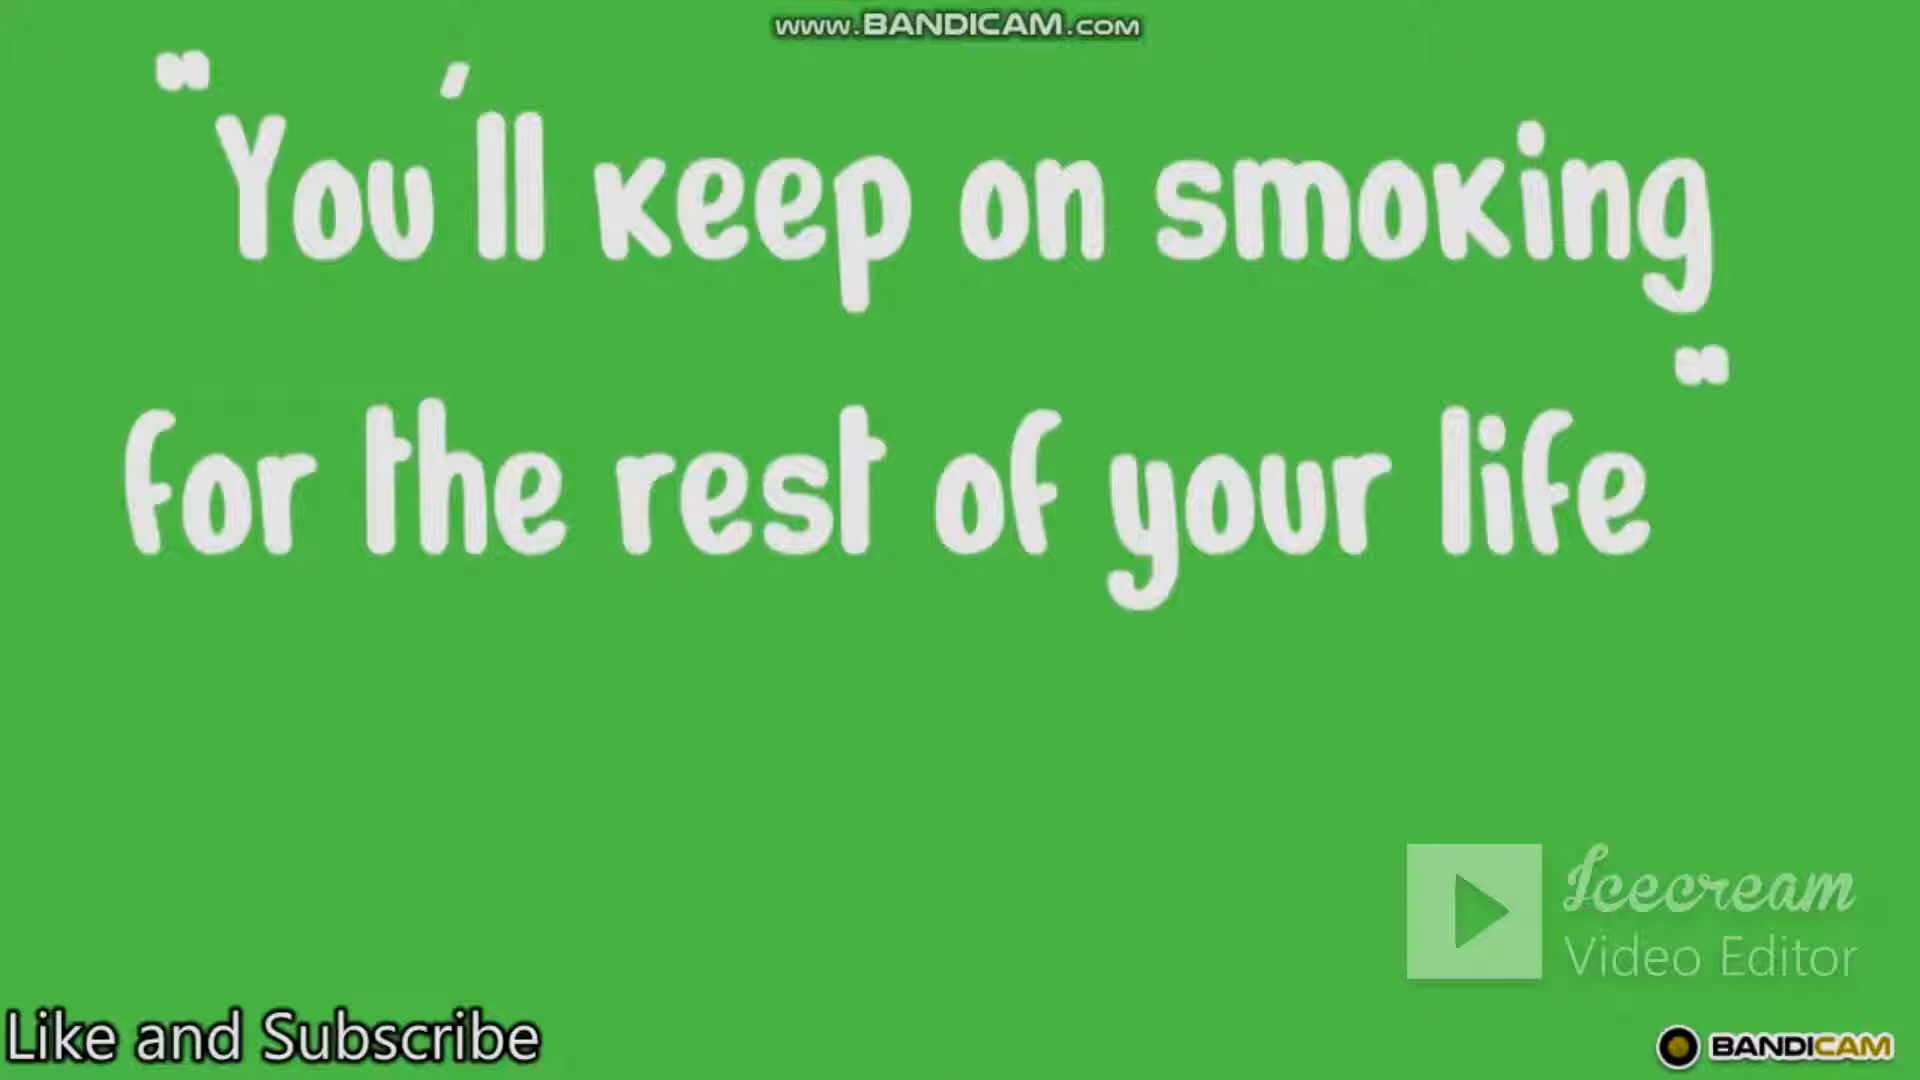 www.BANDICAM.com
"You'll keep on smoking
for the rest of your life"
Icecream
Video Editor
Like and Subscribe
BANDICAM